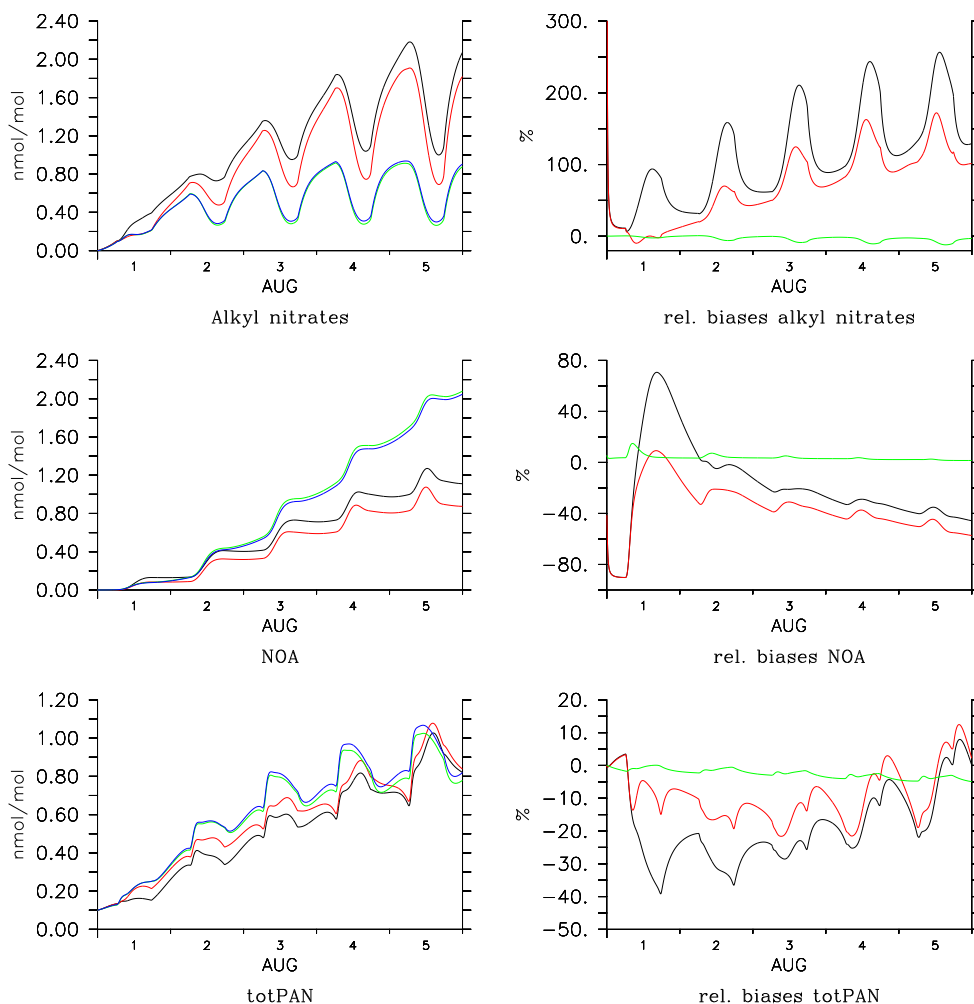 2.40
2.00
1.60
1.20
0.80
0.40
0.00
nmol/mol
1 2 3 4 5
AUG
Alkyl nitrates
300.
200.
100.
0.
%
1 2 3 4 5
AUG
rel. biases alkyl nitrates
2.40
2.00
1.60
1.20
0.80
0.40
0.00
nmol/mol
1 2 3 4 5
AUG
NOA
80.
40.
0.
-40.
-80.
%
1 2 3 4 5
AUG
rel. biases NOA
1.20
1.00
0.80
0.60
0.40
0.20
0.00
nmol/mol
1 2 3 4 5
AUG
totPAN
20.
10.
0.
-10.
-20.
-30.
-40.
-50.
%
1 2 3 4 5
AUG
rel. biases totPAN